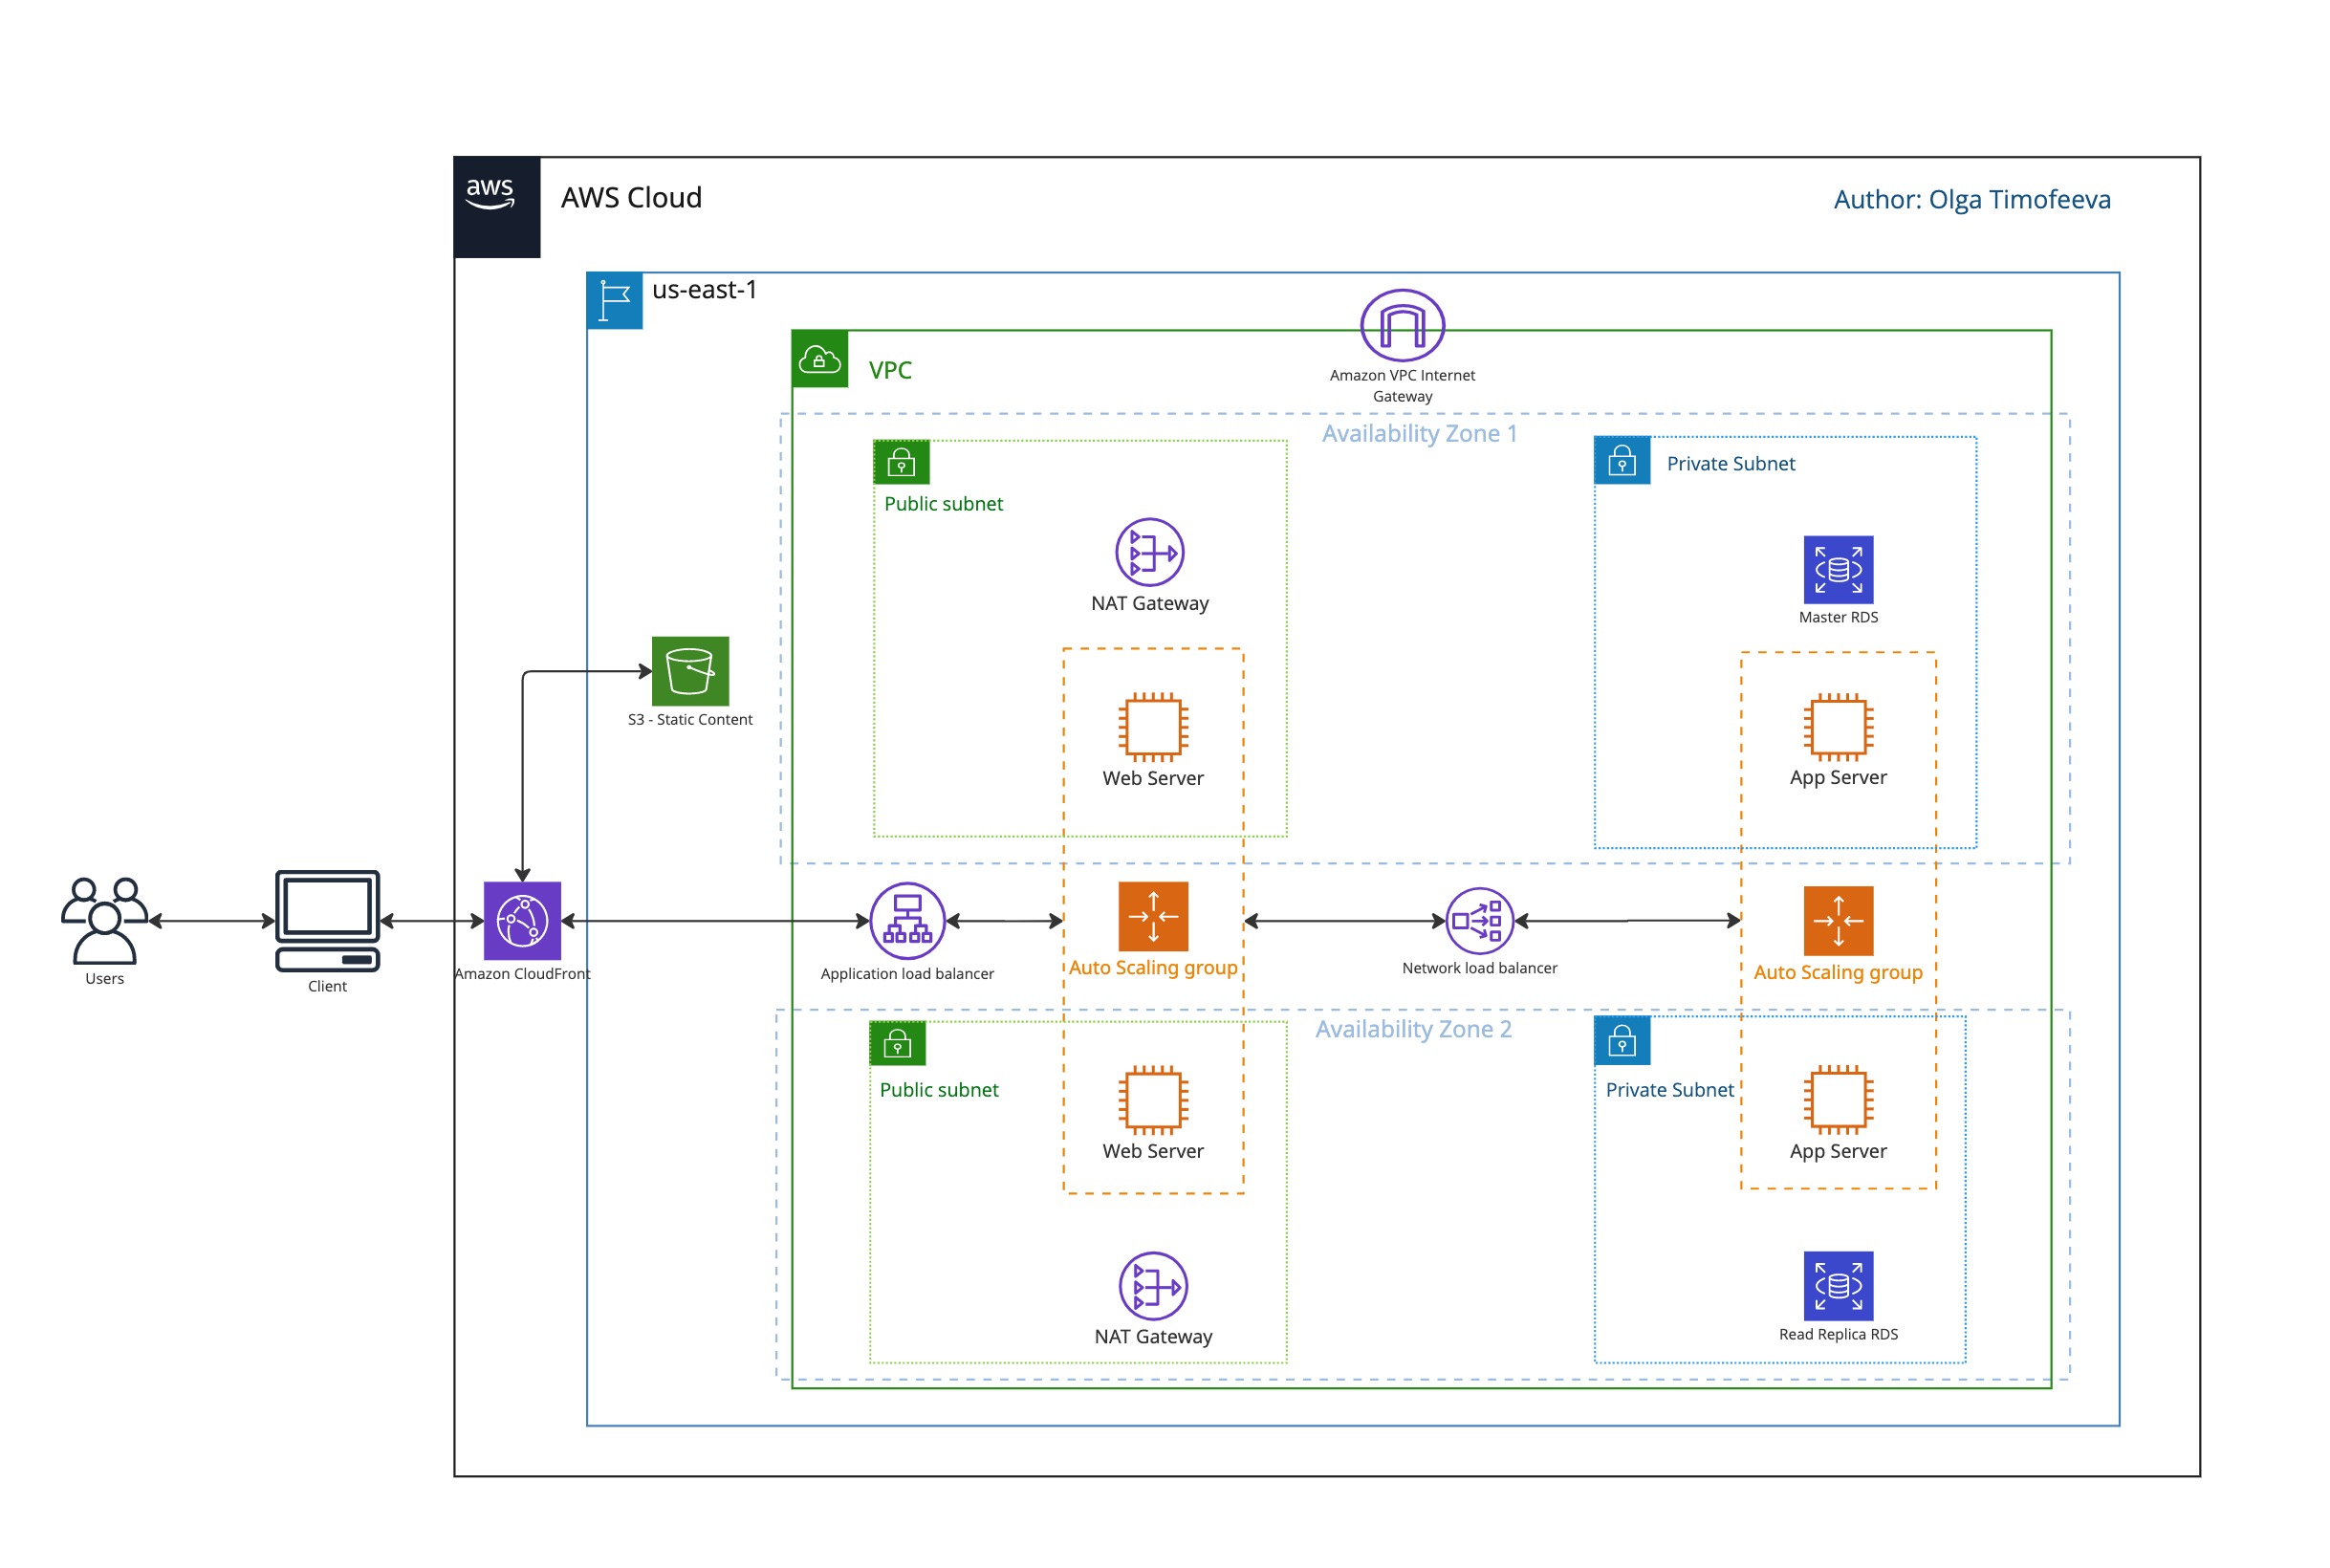 aws
AWS Cloud
Author: Olga Timofeeva
us-east-1
Amazon VPC Internet
Gateway
VPC
Availability Zone 1
Public subnet
Private Subnet
NAT Gateway
Master RDS
S3 - Static Content
Web Server
App Server
Users
Client
Amazon CloudFront
Application load balancer
Auto Scaling group
Network load balancer
Auto Scaling group
Availability Zone 2
Public subnet
Private Subnet
Web Server
App Server
NAT Gateway
Read Replica RDS